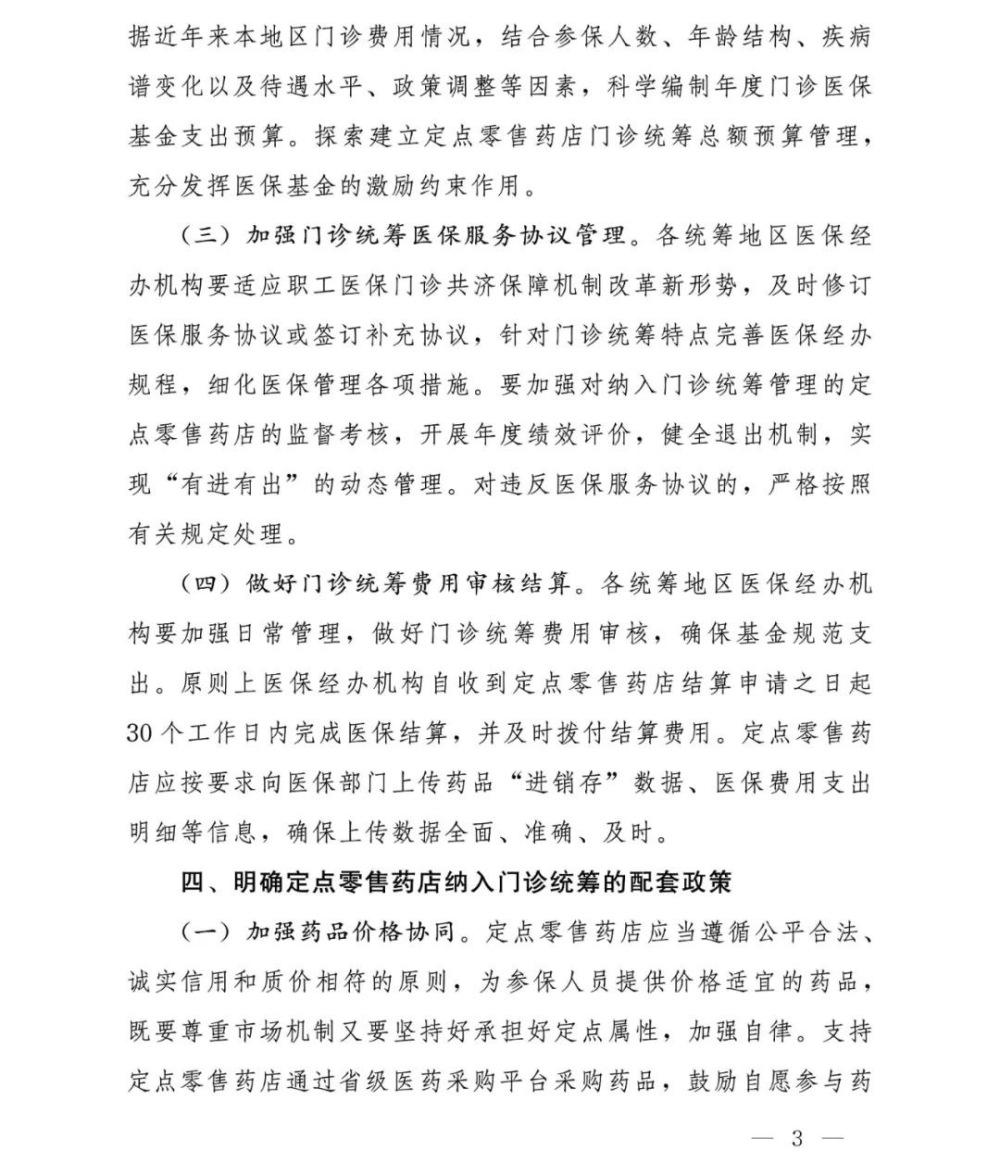 据近年来本地区门诊费用情况，结合参保人数、年龄结构、疾病
谱变化以及待遇水平、政策调整等因素，科学编制年度门诊医保
基金支出预算。探索建立定点零售药店门诊统筹总额预算管理，
充分发挥医保基金的激励约束作用。
（三）加强门诊统筹医保服务协议管理。各统筹地区医保经
办机构要适应职工医保门诊共济保障机制改革新形势，及时修订
医保服务协议或签订补充协议，针对门诊统筹特点完善医保经办
规程，细化医保管理各项措施。要加强对纳入门诊统筹管理的定
点零售药店的监督考核，开展年度绩效评价，健全退出机制，实
现“有进有出”的动态管理。对违反医保服务协议的，严格按照
有关规定处理。
（四）做好门诊统筹费用审核结算。各统筹地区医保经办机
构要加强日常管理，做好门诊统筹费用审核，确保基金规范支
出。原则上医保经办机构自收到定点零售药店结算申请之日起
30 个工作日内完成医保结算，并及时拨付结算费用。定点零售药
店应按要求向医保部门上传药品“进销存”数据、医保费用支出
明细等信息，确保上传数据全面、准确、及时。
四、明确定点零售药店纳入门诊统筹的配套政策
（一）加强药品价格协同。定点零售药店应当遵循公平合法、
诚实信用和质价相符的原则，为参保人员提供价格适宜的药品，
既要尊重市场机制又要坚持好承担好定点属性，加强自律。支持
定点零售药店通过省级医药采购平台采购药品，鼓励自愿参与药
— 3 —